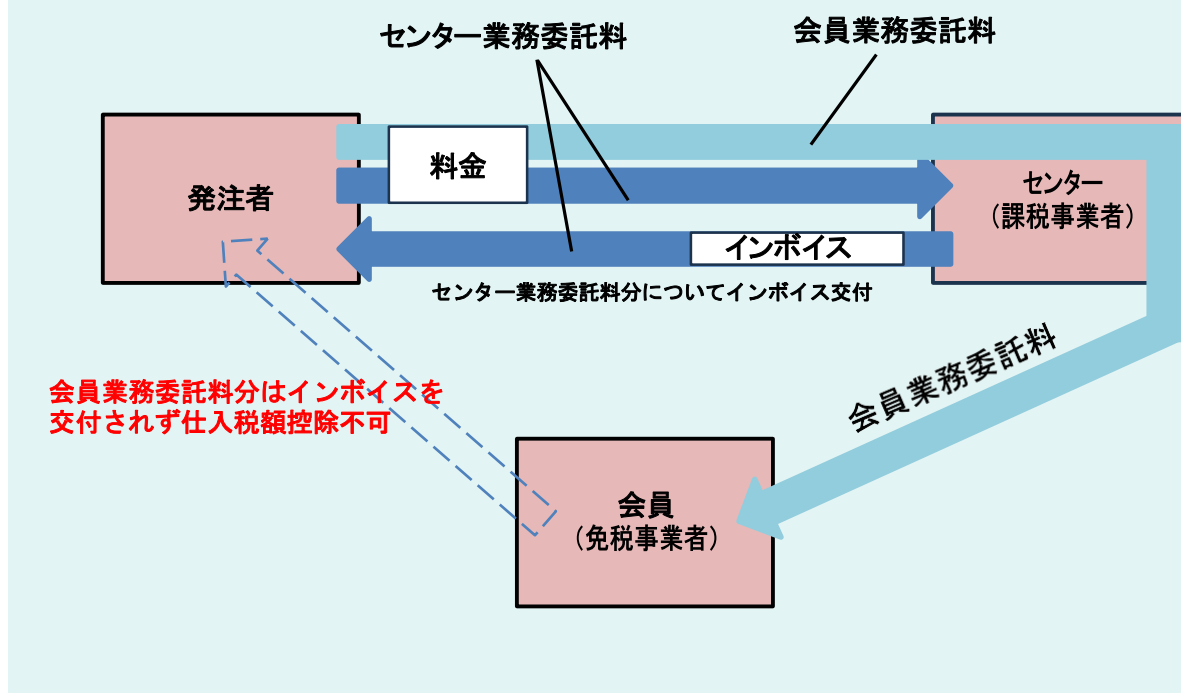 センター業務委託料
会員業務委託料
料金
発注者
センター
（課税事業者）
インボイス
センター業務委託料分についてインボイス交付
会員業務委託料
会員業務委託料分はインボイスを
交付されず仕入税額控除不可
会員
（免税事業者）